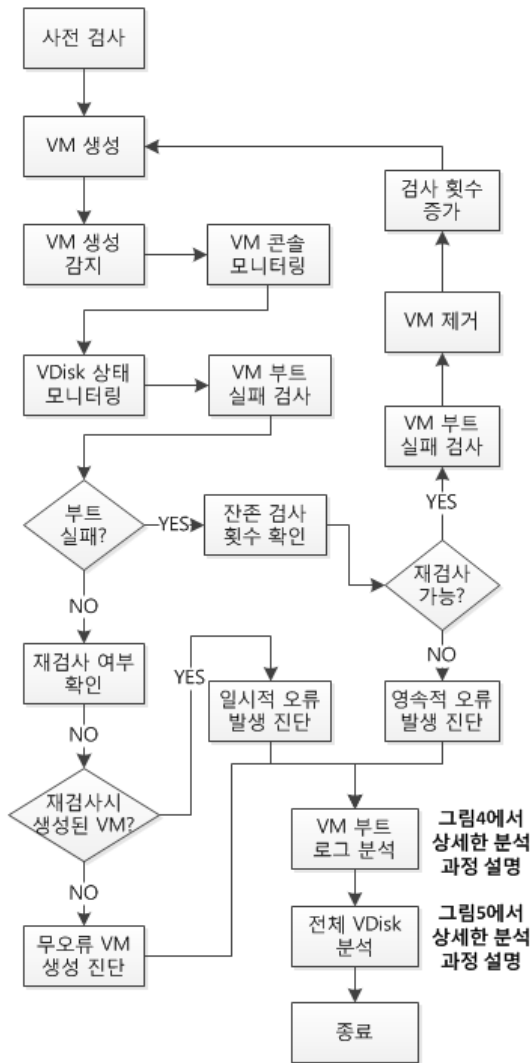 사전 검사
VM 생성
검사 횟수
증가
VM 생성
감지
VM 콘솔
모니터링
VM 제거
VDisk 상태
모니터링
VM 부트
실패 검사
VM 부트
실패 검사
YES
부트
실패?
YES
잔존 검사
횟수 확인
재검사
가능?
NO
NO
재검사 여부
확인
YES
일시적 오류
발생 진단
영속적 오류
발생 진단
NO
재검사시
생성된 VM?
VM 부트
로그 분석
그림4에서
상세한 분석
과정 설명
NO
무오류 VM
생성 진단
전체 VDisk
분석
그림5에서
상세한 분석
과정 설명
종료